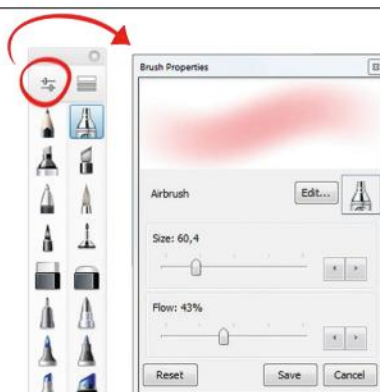 Brush Properties
Airbrush
Edit...
Size: 60,4
Flow: 43%
Reset
Save
Cancel